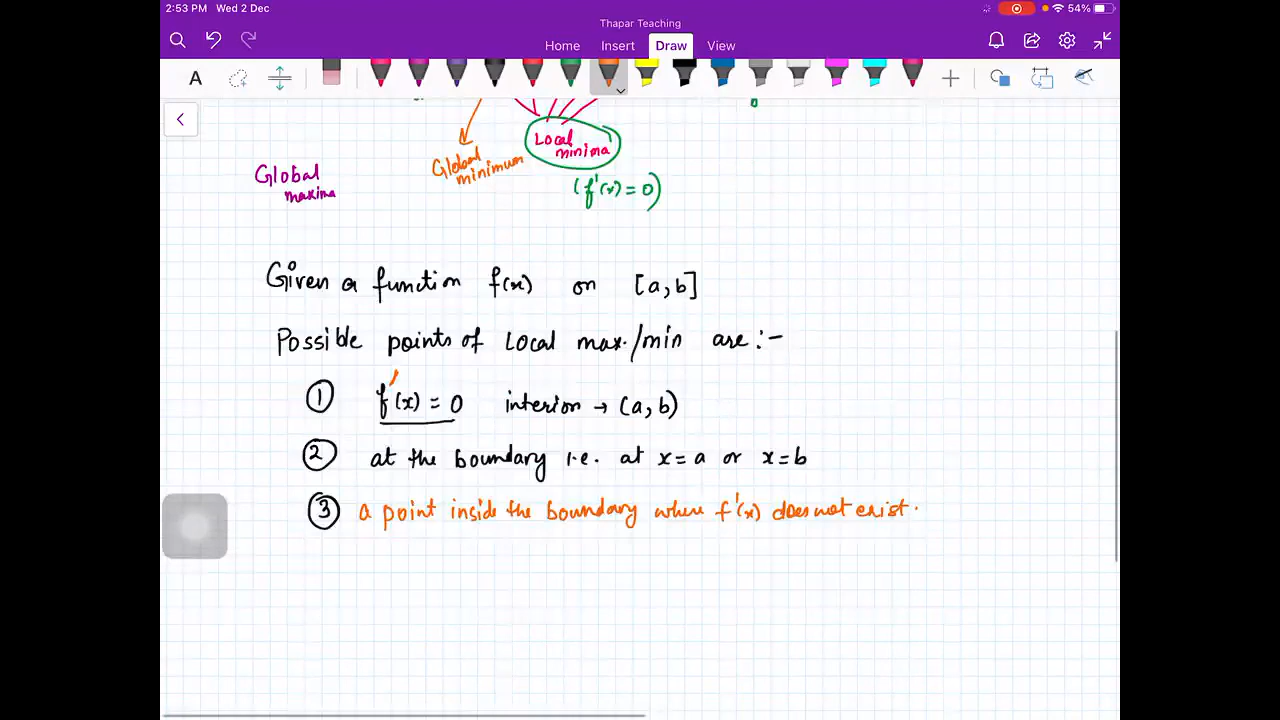 2:53 PM Wed 2 Dec
54%
Thapar Teaching
Home Insert Draw View
A
Local minima
Global minimum
Global maxima
(f'(x) = 0)
Given a function f(x) on [a, b]
Possible points of Local max./min are :-
① f'(x) = 0 interior → (a, b)
② at the boundary i.e. at x = a or x = b
③ a point inside the boundary where f'(x) does not exist.